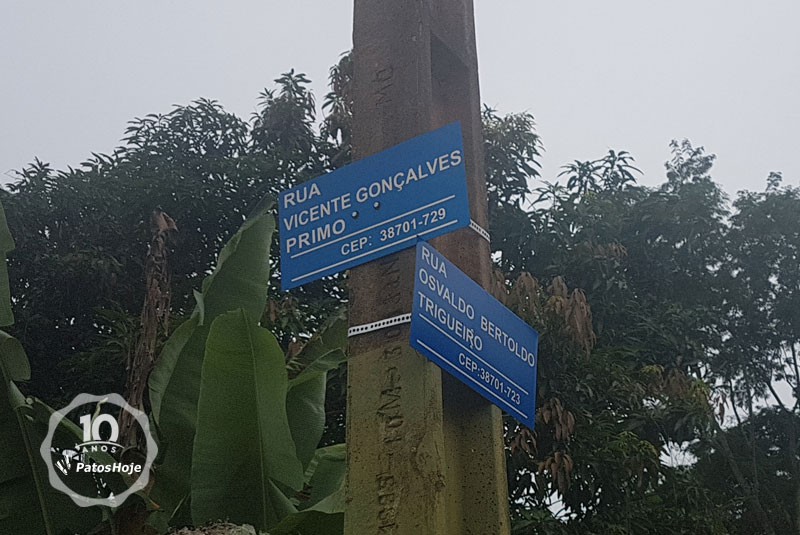 RUA
VICENTE GONÇALVES
PRIMO
CEP: 38701-729
RUA
OSVALDO BERTOLDO
TRIGUEIRO
CEP:38701-723
10
ANOS
PatosHoje